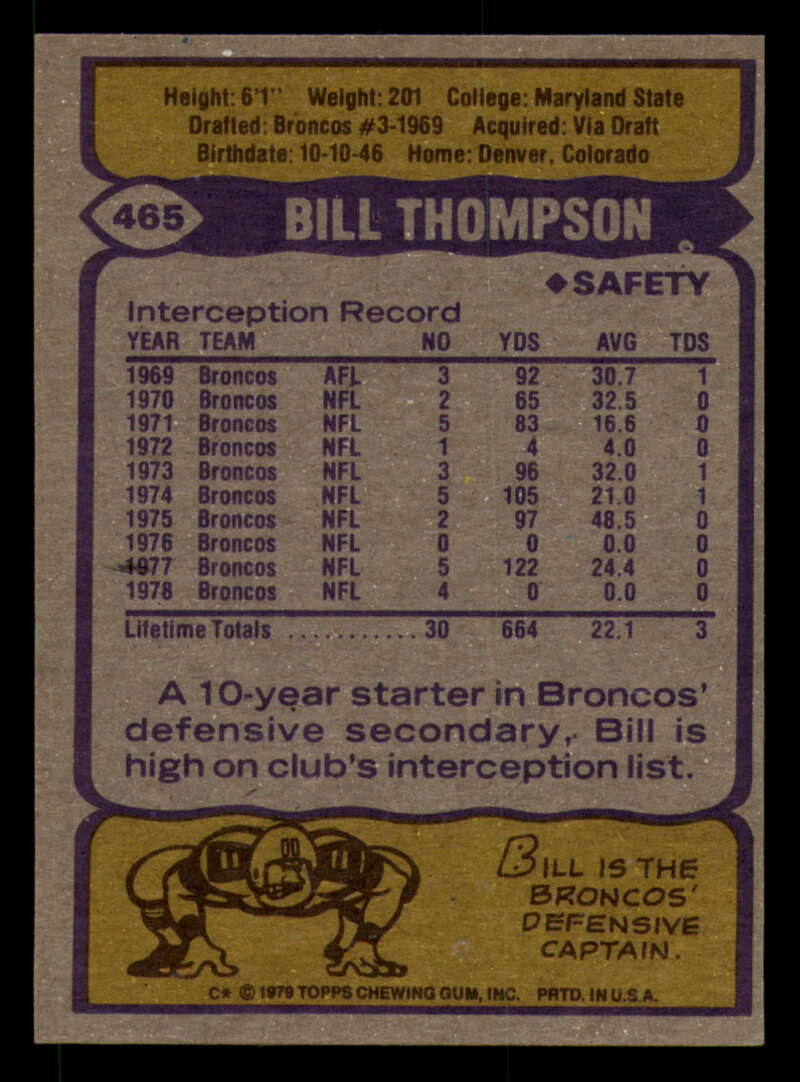 Height: 6'1" Weight: 201 College: Maryland State
Drafted: Broncos #3-1969 Acquired: Via Draft
Birthdate: 10-10-46 Home: Denver, Colorado
465 BILL THOMPSON
◆SAFETY
Interception Record
YEAR TEAM NO YDS AVG TDS
1969 Broncos AFL 3 92 30.7 1
1970 Broncos NFL 2 65 32.5 0
1971 Broncos NFL 5 83 16.6 0
1972 Broncos NFL 1 4 4.0 0
1973 Broncos NFL 3 96 32.0 1
1974 Broncos NFL 5 105 21.0 1
1975 Broncos NFL 2 97 48.5 0
1976 Broncos NFL 0 0 0.0 0
1977 Broncos NFL 5 122 24.4 0
1978 Broncos NFL 4 0 0.0 0
Lifetime Totals ........... 30 664 22.1 3
A 10-year starter in Broncos'
defensive secondary, Bill is
high on club's interception list.
00
BILL IS THE
BRONCOS'
DEFENSIVE
CAPTAIN.
C* © 1979 TOPPS CHEWING GUM, INC. PRTD. IN U.S.A.